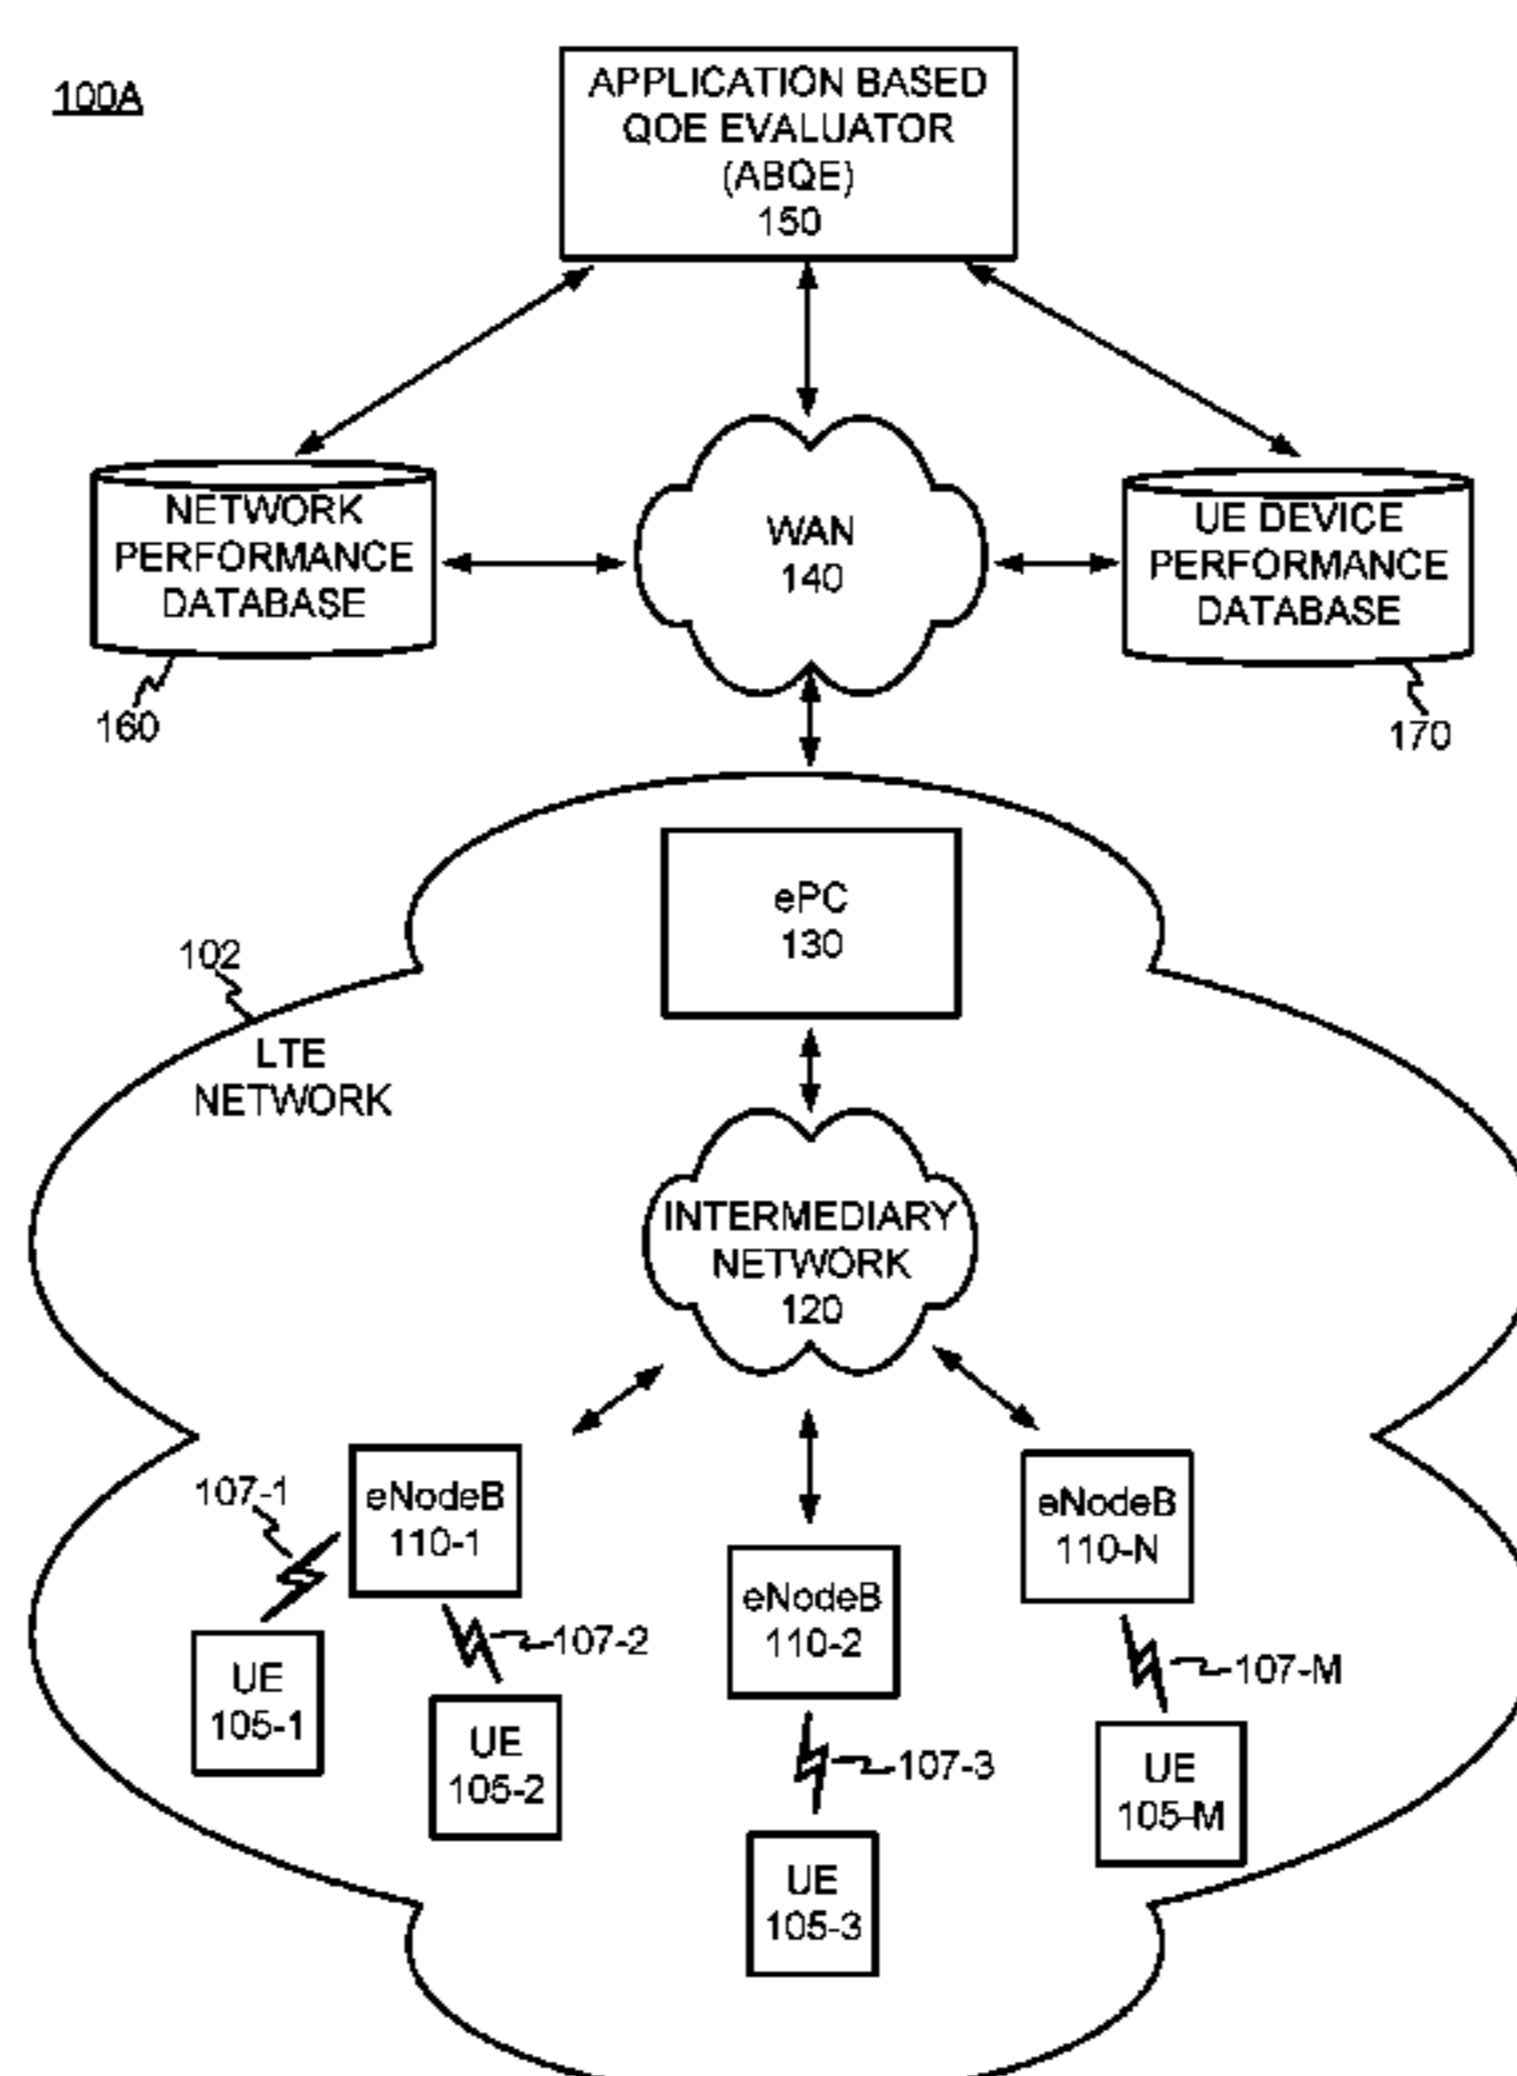 100A
APPLICATION BASED
QOE EVALUATOR
(ABQE)
150
NETWORK
PERFORMANCE
DATABASE
160
WAN
140
UE DEVICE
PERFORMANCE
DATABASE
170
ePC
130
102
LTE
NETWORK
INTERMEDIARY
NETWORK
120
107-1
eNodeB
110-1
eNodeB
110-2
eNodeB
110-N
107-2
107-M
UE
105-1
UE
105-2
107-3
UE
105-M
UE
105-3